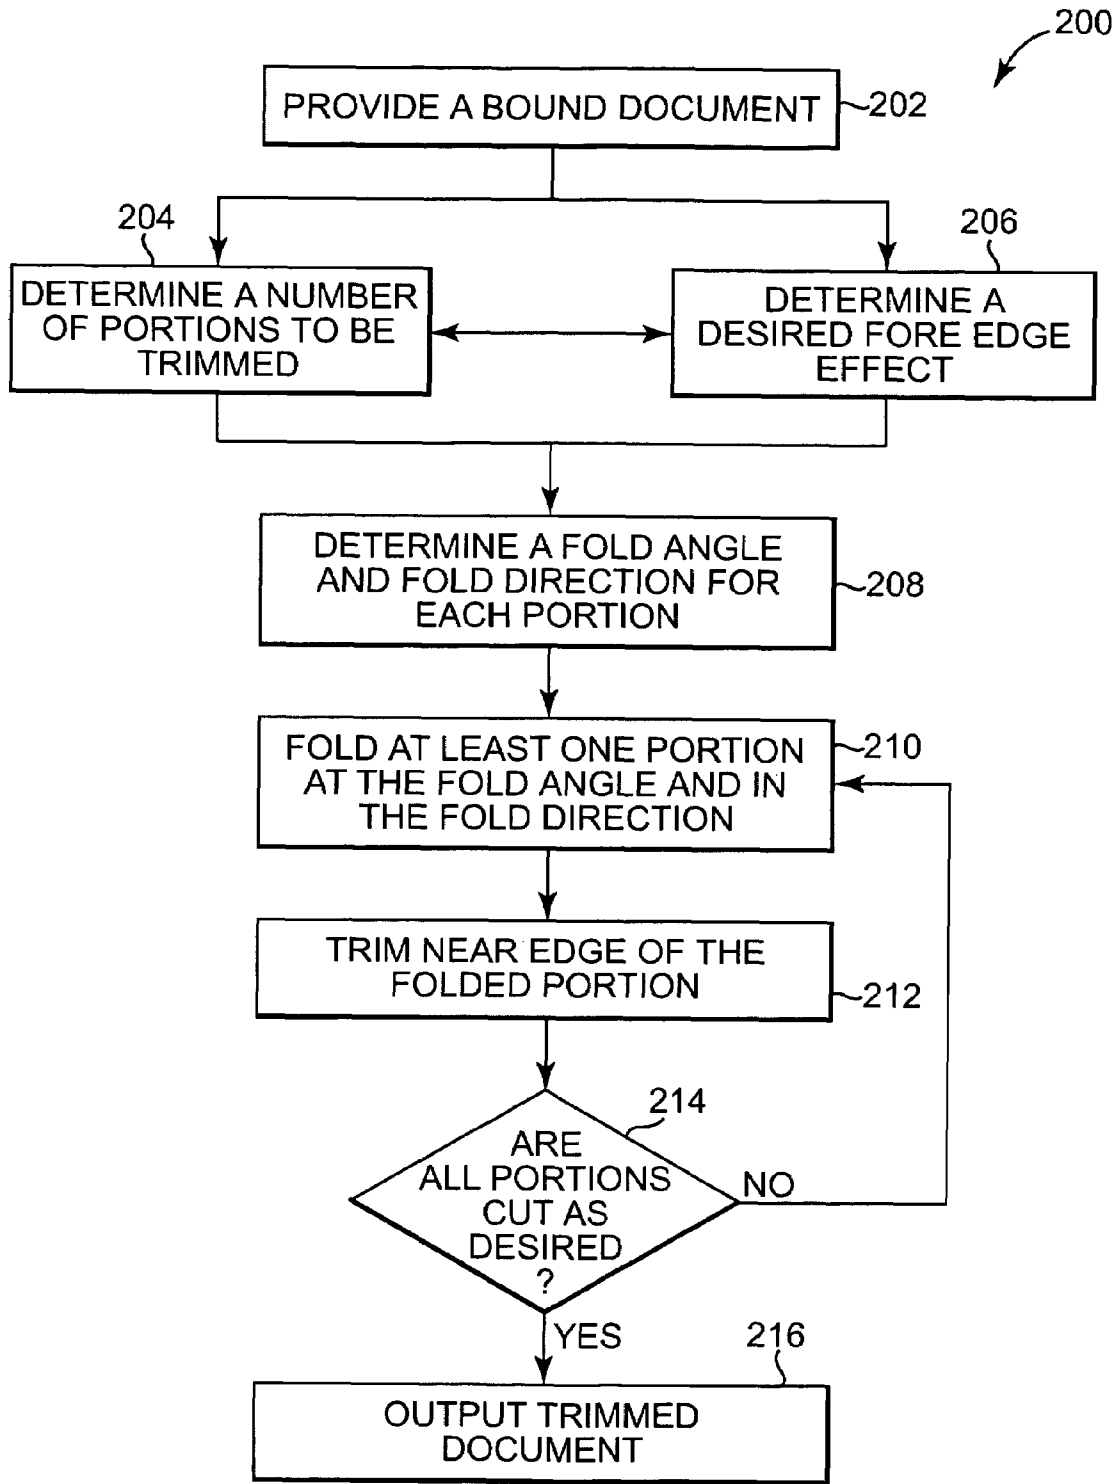 200
PROVIDE A BOUND DOCUMENT
202
204
DETERMINE A NUMBER
OF PORTIONS TO BE
TRIMMED
206
DETERMINE A
DESIRED FORE EDGE
EFFECT
DETERMINE A FOLD ANGLE
AND FOLD DIRECTION FOR
EACH PORTION
208
FOLD AT LEAST ONE PORTION
AT THE FOLD ANGLE AND IN
THE FOLD DIRECTION
210
TRIM NEAR EDGE OF THE
FOLDED PORTION
212
214
ARE
ALL PORTIONS
CUT AS
DESIRED
?
NO
YES
216
OUTPUT TRIMMED
DOCUMENT